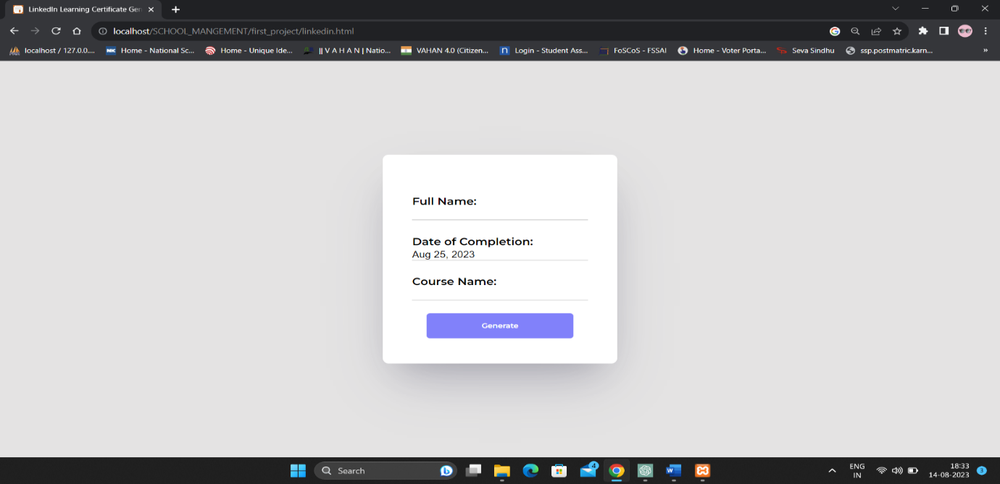 LinkedIn Learning Certificate Gen
localhost/SCHOOL_MANGEMENT/first_project/linkedin.html
localhost / 127.0.0.... Home - National Sc... Home - Unique Ide... || V A H A N | Natio... VAHAN 4.0 (Citizen... Login - Student Ass... FoSCoS - FSSAI Home - Voter Porta... Seva Sindhu ssp.postmatric.karn... »
Full Name:
Date of Completion:
Aug 25, 2023
Course Name:
Generate
Search
4
ENG
IN
18:33
14-08-2023
3